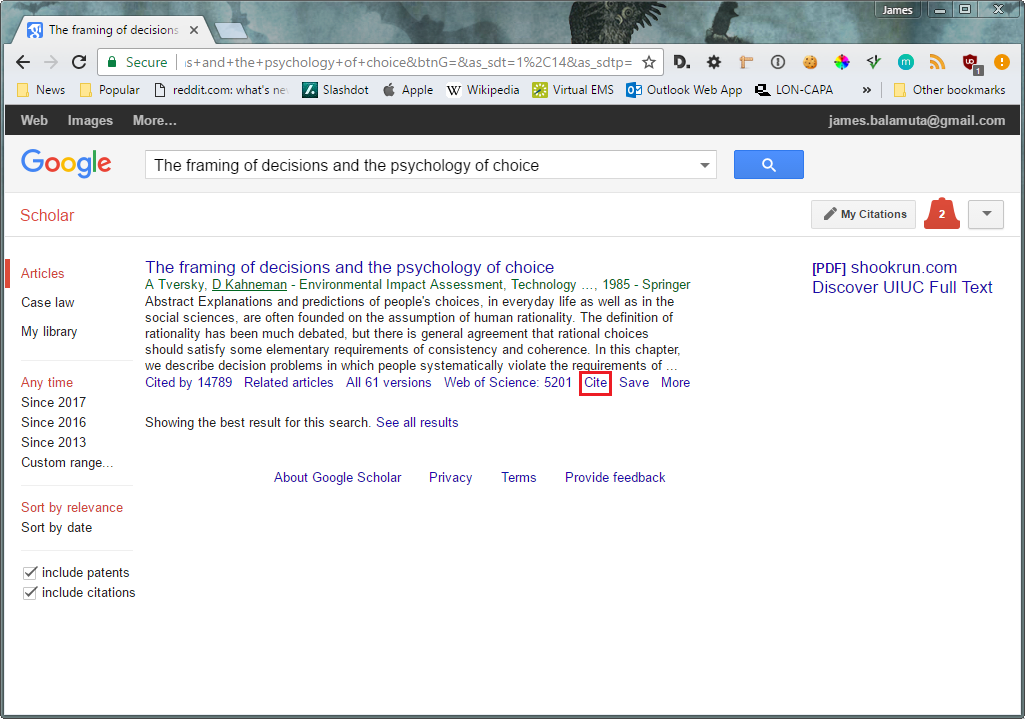 James
The framing of decisions
Secure s+and+the+psychology+of+choice&btnG=&as_sdt=1%2C14&as_sdtp=
D.
m
1
News Popular reddit.com: what's ne Slashdot Apple W Wikipedia Virtual EMS Outlook Web App LON-CAPA » Other bookmarks
Web Images More... james.balamuta@gmail.com
Google The framing of decisions and the psychology of choice
Scholar My Citations 2
Articles
Case law
My library
Any time
Since 2017
Since 2016
Since 2013
Custom range...
Sort by relevance
Sort by date
include patents
include citations
The framing of decisions and the psychology of choice
A Tversky, D Kahneman - Environmental Impact Assessment, Technology …, 1985 - Springer
Abstract Explanations and predictions of people's choices, in everyday life as well as in the
social sciences, are often founded on the assumption of human rationality. The definition of
rationality has been much debated, but there is general agreement that rational choices
should satisfy some elementary requirements of consistency and coherence. In this chapter,
we describe decision problems in which people systematically violate the requirements of ...
Cited by 14789 Related articles All 61 versions Web of Science: 5201 Cite Save More
[PDF] shookrun.com
Discover UIUC Full Text
Showing the best result for this search. See all results
About Google Scholar Privacy Terms Provide feedback